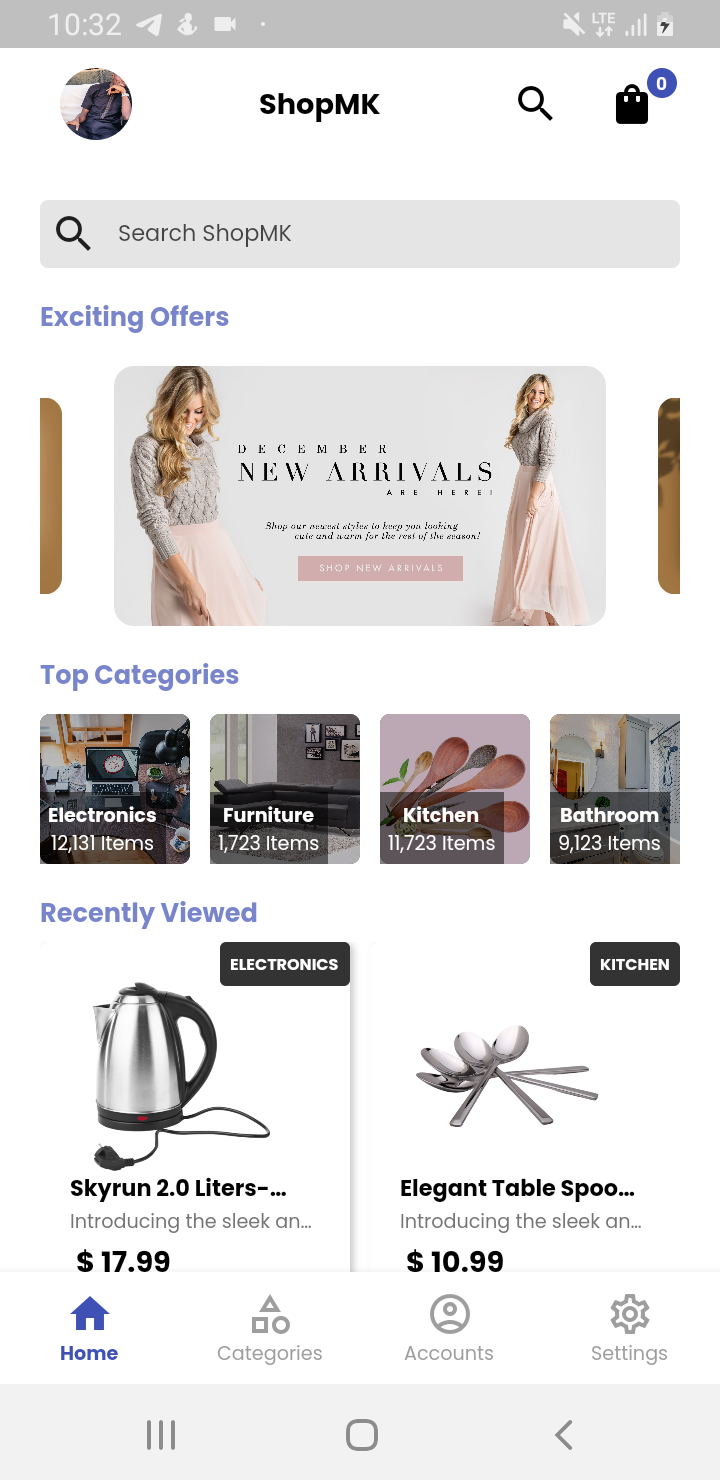 10:32
LTE
ShopMK
0
Search ShopMK
Exciting Offers
DECEMBER
NEW ARRIVALS
ARE HERE!
Shop our newest styles to keep you looking
cute and warm for the rest of the season!
SHOP NEW ARRIVALS
Top Categories
Electronics
12,131 Items
Furniture
1,723 Items
Kitchen
11,723 Items
Bathroom
9,123 Items
Recently Viewed
ELECTRONICS
Skyrun 2.0 Liters-...
Introducing the sleek an...
$ 17.99
KITCHEN
Elegant Table Spoo...
Introducing the sleek an...
$ 10.99
Home
Categories
Accounts
Settings